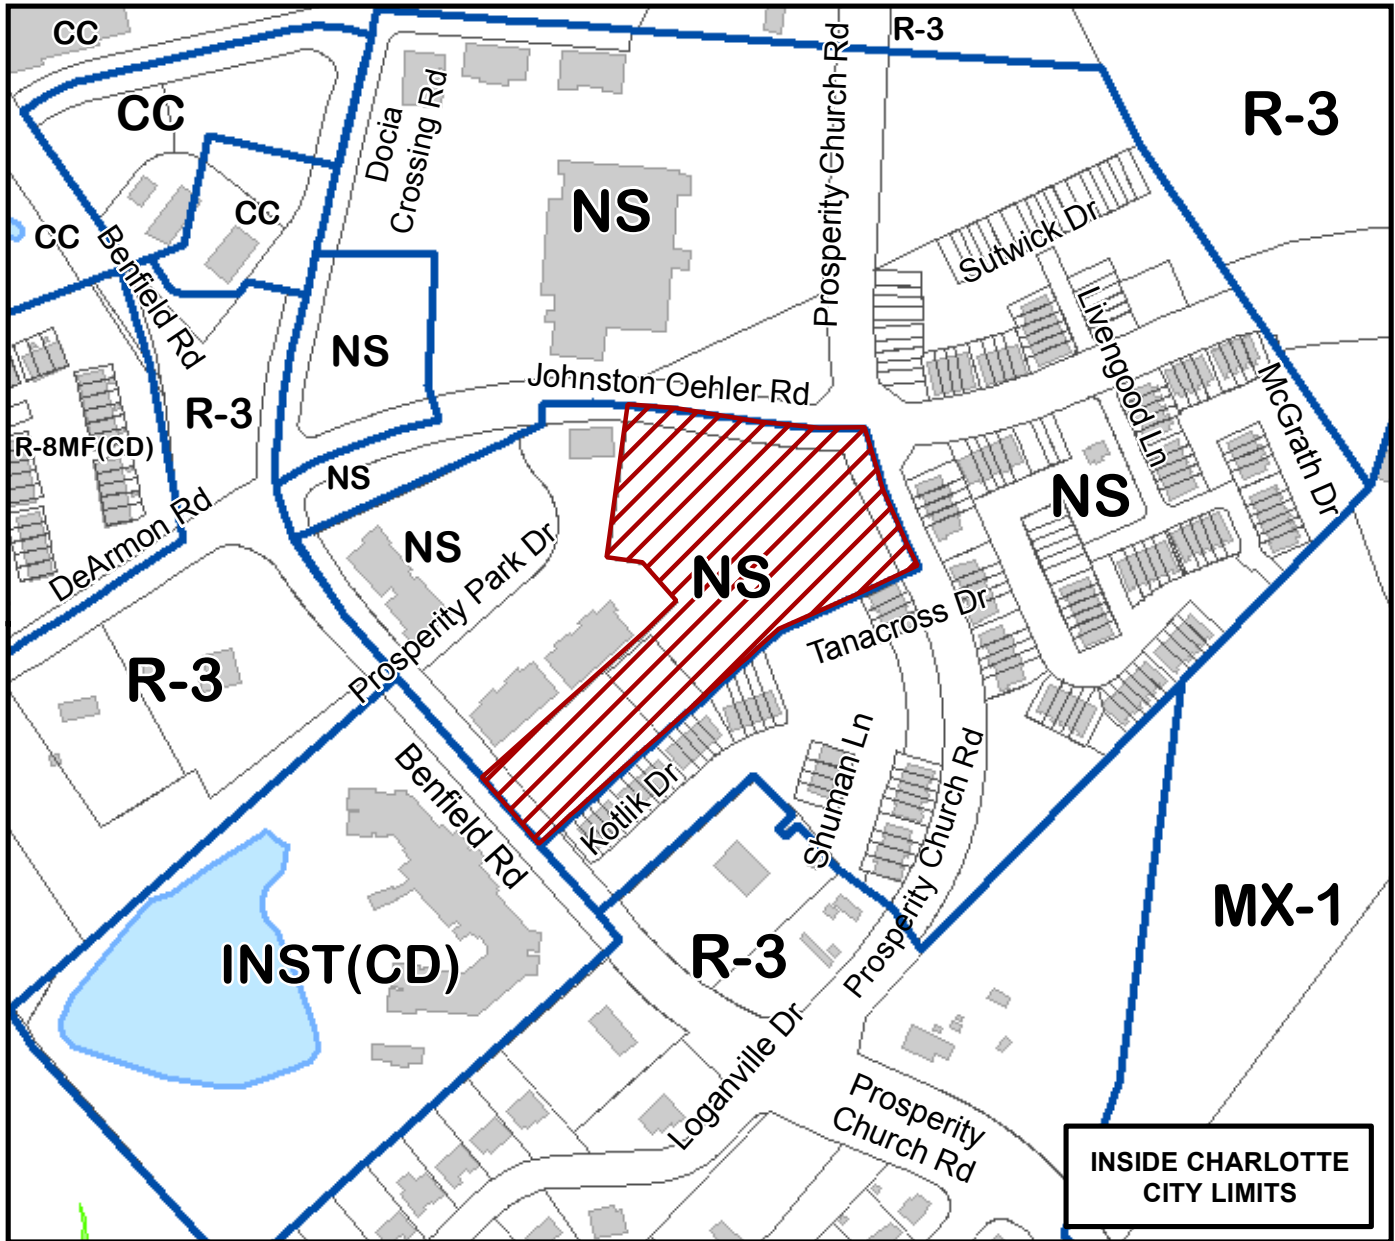 CC
R-3
Prosperity Church Rd
CC
R-3
Docia
Crossing Rd
NS
CC
CC
Benfield Rd
Sutwick Dr
Livengood Ln
NS
Johnston Oehler Rd
McGrath Dr
R-3
R-8MF(CD)
NS
NS
DeArmon Rd
NS
Prosperity Park Dr
NS
Tanacross Dr
R-3
Kotlik Dr
Shuman Ln
Prosperity Church Rd
Benfield Rd
MX-1
INST(CD)
R-3
Loganville Dr
Prosperity
Church Rd
INSIDE CHARLOTTE
CITY LIMITS